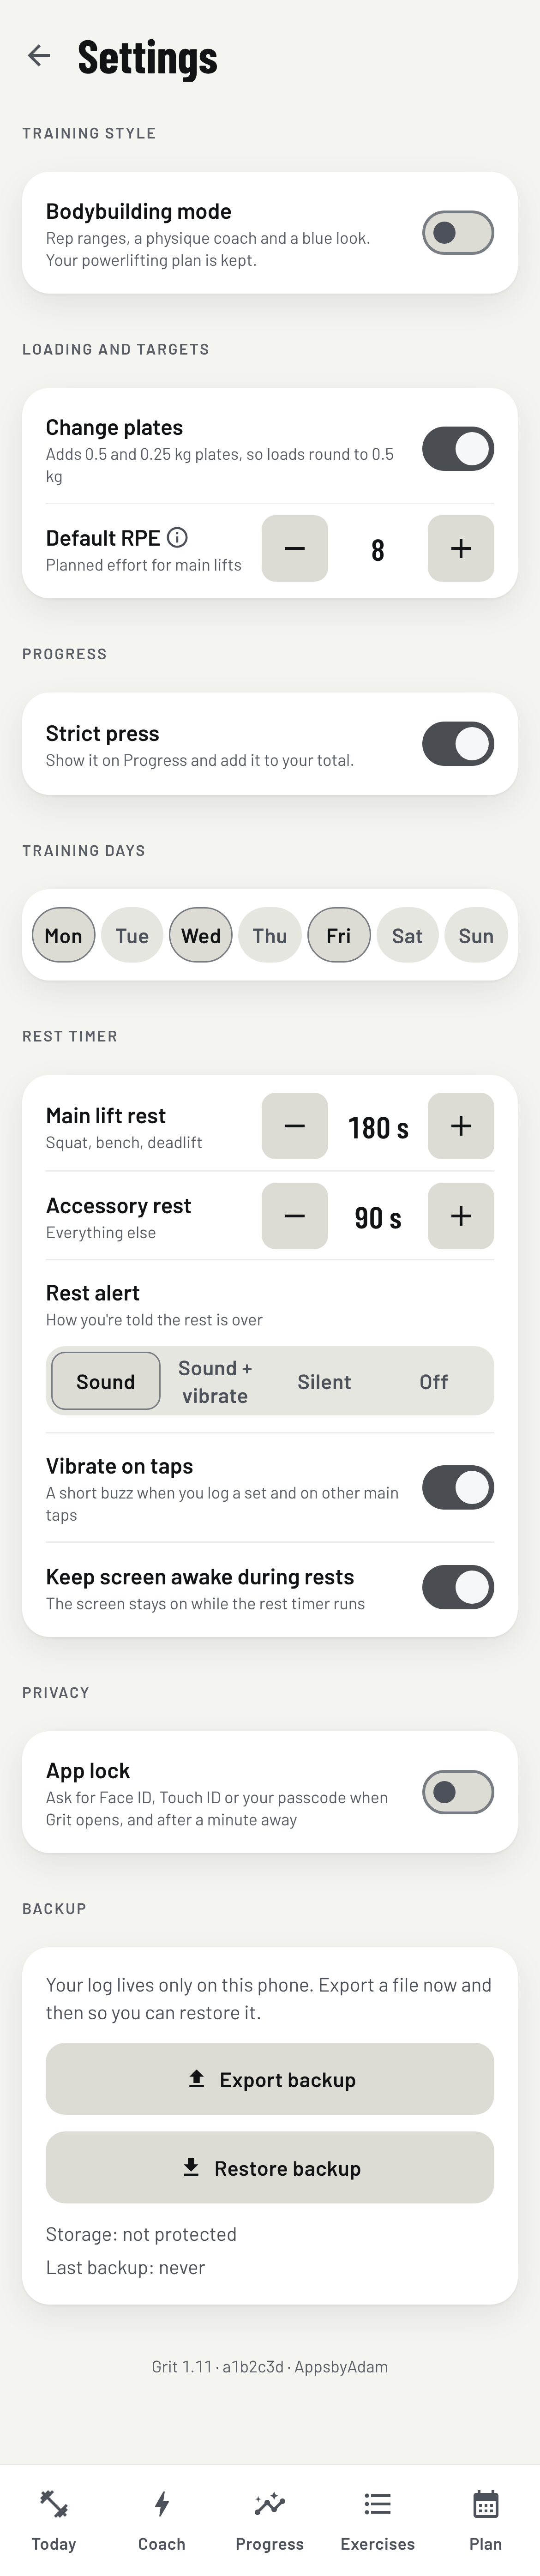 Settings
TRAINING STYLE
Bodybuilding mode
Rep ranges, a physique coach and a blue look.
Your powerlifting plan is kept.
LOADING AND TARGETS
Change plates
Adds 0.5 and 0.25 kg plates, so loads round to 0.5
kg
Default RPE
Planned effort for main lifts
8
PROGRESS
Strict press
Show it on Progress and add it to your total.
TRAINING DAYS
Mon Tue Wed Thu Fri Sat Sun
REST TIMER
Main lift rest
Squat, bench, deadlift
180 s
Accessory rest
Everything else
90 s
Rest alert
How you're told the rest is over
Sound
Sound +
vibrate
Silent
Off
Vibrate on taps
A short buzz when you log a set and on other main
taps
Keep screen awake during rests
The screen stays on while the rest timer runs
PRIVACY
App lock
Ask for Face ID, Touch ID or your passcode when
Grit opens, and after a minute away
BACKUP
Your log lives only on this phone. Export a file now and
then so you can restore it.
Export backup
Restore backup
Storage: not protected
Last backup: never
Grit 1.11 · a1b2c3d · AppsbyAdam
Today Coach Progress Exercises Plan